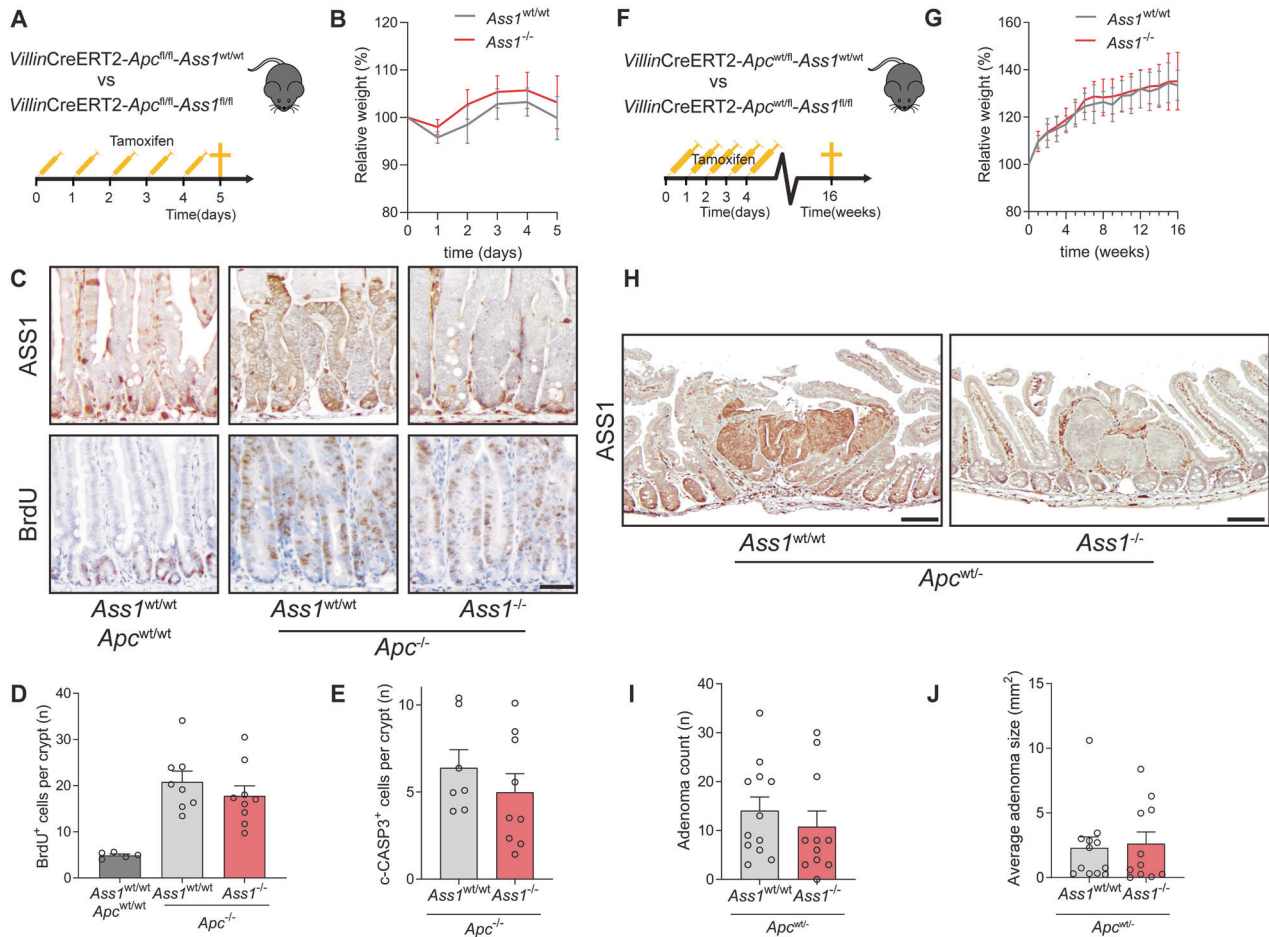 A
VillinCreERT2-Apcfl/fl-Ass1wt/wt
vs
VillinCreERT2-Apcfl/fl-Ass1fl/fl
Tamoxifen
0 1 2 3 4 5
Time(days)
B
Ass1wt/wt
Ass1-/-
Relative weight (%)
120
110
100
90
80
0 1 2 3 4 5
time (days)
F
VillinCreERT2-Apcwt/fl-Ass1wt/wt
vs
VillinCreERT2-Apcwt/fl-Ass1fl/fl
Tamoxifen
0 1 2 3 4 16
Time(days) Time(weeks)
G
Ass1wt/wt
Ass1-/-
Relative weight (%)
160
140
120
100
80
0 4 8 12 16
time (weeks)
C
ASS1
BrdU
Ass1wt/wt Ass1wt/wt Ass1-/-
Apcwt/wt
Apc-/-
H
ASS1
Ass1wt/wt Ass1-/-
Apcwt/-
D
BrdU+ cells per crypt (n)
40
30
20
10
0
Ass1wt/wt Ass1wt/wt Ass1-/-
Apcwt/wt
Apc-/-
E
c-CASP3+ cells per crypt (n)
10
5
0
Ass1wt/wt Ass1-/-
Apc-/-
I
Adenoma count (n)
40
30
20
10
0
Ass1wt/wt Ass1-/-
Apcwt/-
J
Average adenoma size (mm2)
15
10
5
0
Ass1wt/wt Ass1-/-
Apcwt/-